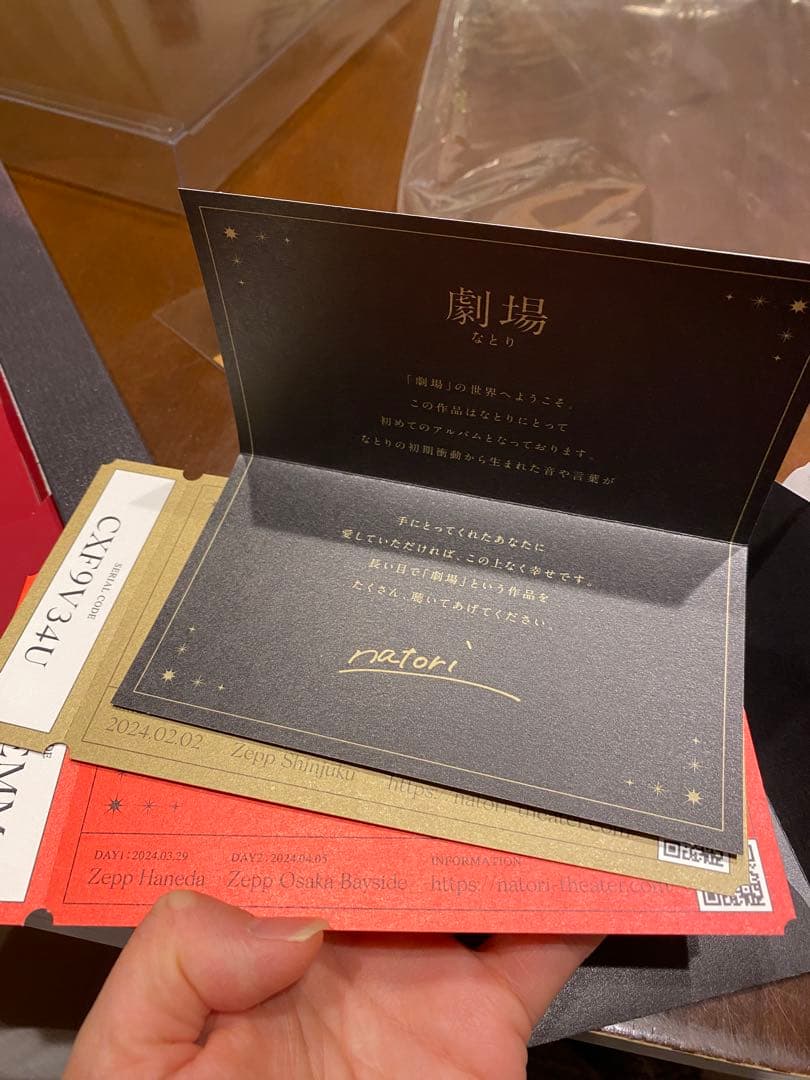 劇場
なとり
「劇場」の世界へようこそ。
この作品はなとりにとって
初めてのアルバムとなっております。
なとりの初期衝動から生まれた音や言葉が
手にとってくれたあなたに
愛していただければ、この上なく幸せです。
長い目で「劇場」という作品を
たくさん、聴いてあげてください。
natori
SERIAL CODE
CXF9V34U
2024.02.02 Zepp Shinjuku https://natori-theater.com
DAY1:2024.03.29 DAY2:2024.04.05 INFORMATION
Zepp Haneda Zepp Osaka Bayside https://natori-theater.com